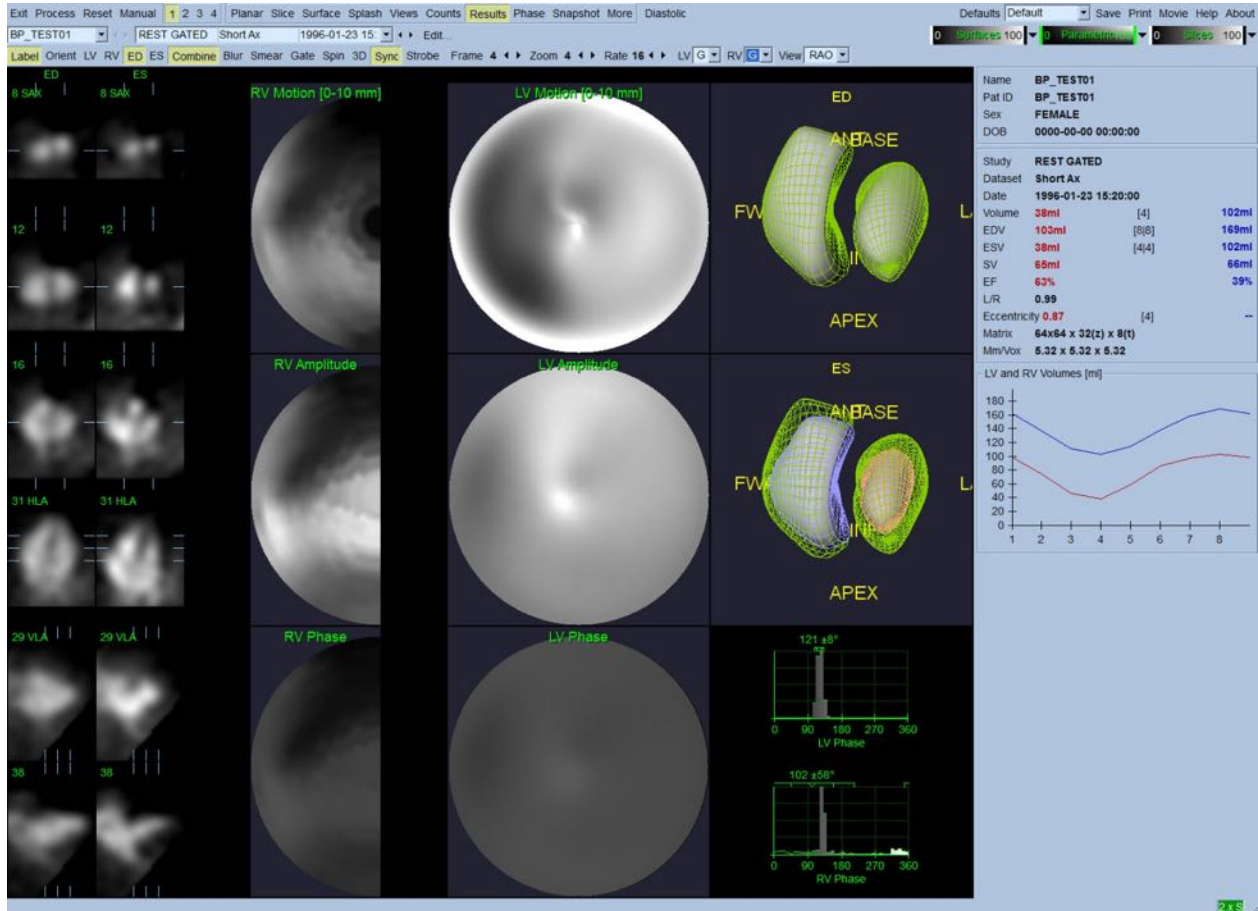 Exit Process Reset Manual 1 2 3 4 Planar Slice Surface Splash Views Counts Results Phase Snapshot More Diastolic Defaults Default Save Print Movie Help About
BP_TEST01 REST GATED Short Ax 1996-01-23 15: Edit... 0 Surfaces 100 0 Parametric 0 Slices 100
Label Orient LV RV ED ES Combine Blur Smear Gate Spin 3D Sync Strobe Frame 4 Zoom 4 Rate 16 LV G RV G View RAO
ED ES
8 SAX 8 SAX
12 12
16 16
31 HLA 31 HLA
29 VLA 29 VLA
38 38
RV Motion [0-10 mm] LV Motion [0-10 mm]
RV Amplitude LV Amplitude
RV Phase LV Phase
ED
ANT BASE
FW
APEX
ES
ANT BASE
FW
INF
APEX
121 ±8°
0 90 180 270 360
LV Phase
102 ±58°
0 90 180 270 360
RV Phase
Name BP_TEST01
Pat ID BP_TEST01
Sex FEMALE
DOB 0000-00-00 00:00:00
Study REST GATED
Dataset Short Ax
Date 1996-01-23 15:20:00
Volume 38ml [4] 102ml
EDV 103ml [8|8] 169ml
ESV 38ml [4|4] 102ml
SV 65ml 66ml
EF 63% 39%
L/R 0.99
Eccentricity 0.87 [4] --
Matrix 64x64 x 32(z) x 8(t)
Mm/Vox 5.32 x 5.32 x 5.32
LV and RV Volumes [ml]
180
160
140
120
100
80
60
40
20
0
1 2 3 4 5 6 7 8
2 x S